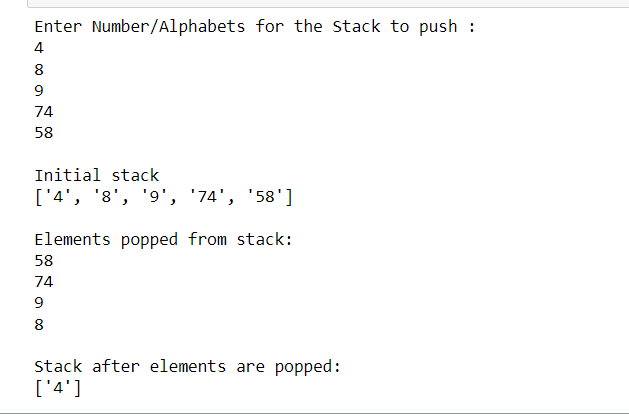 Enter Number/Alphabets for the Stack to push :
4
8
9
74
58
Initial stack
['4', '8', '9', '74', '58']
Elements popped from stack:
58
74
9
8
Stack after elements are popped:
['4']